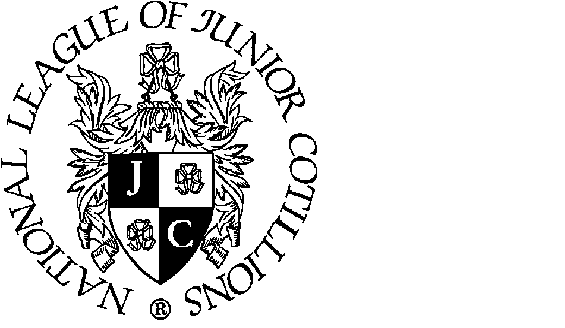 NATIONAL LEAGUE OF JUNIOR COTILLIONS
J
C
®